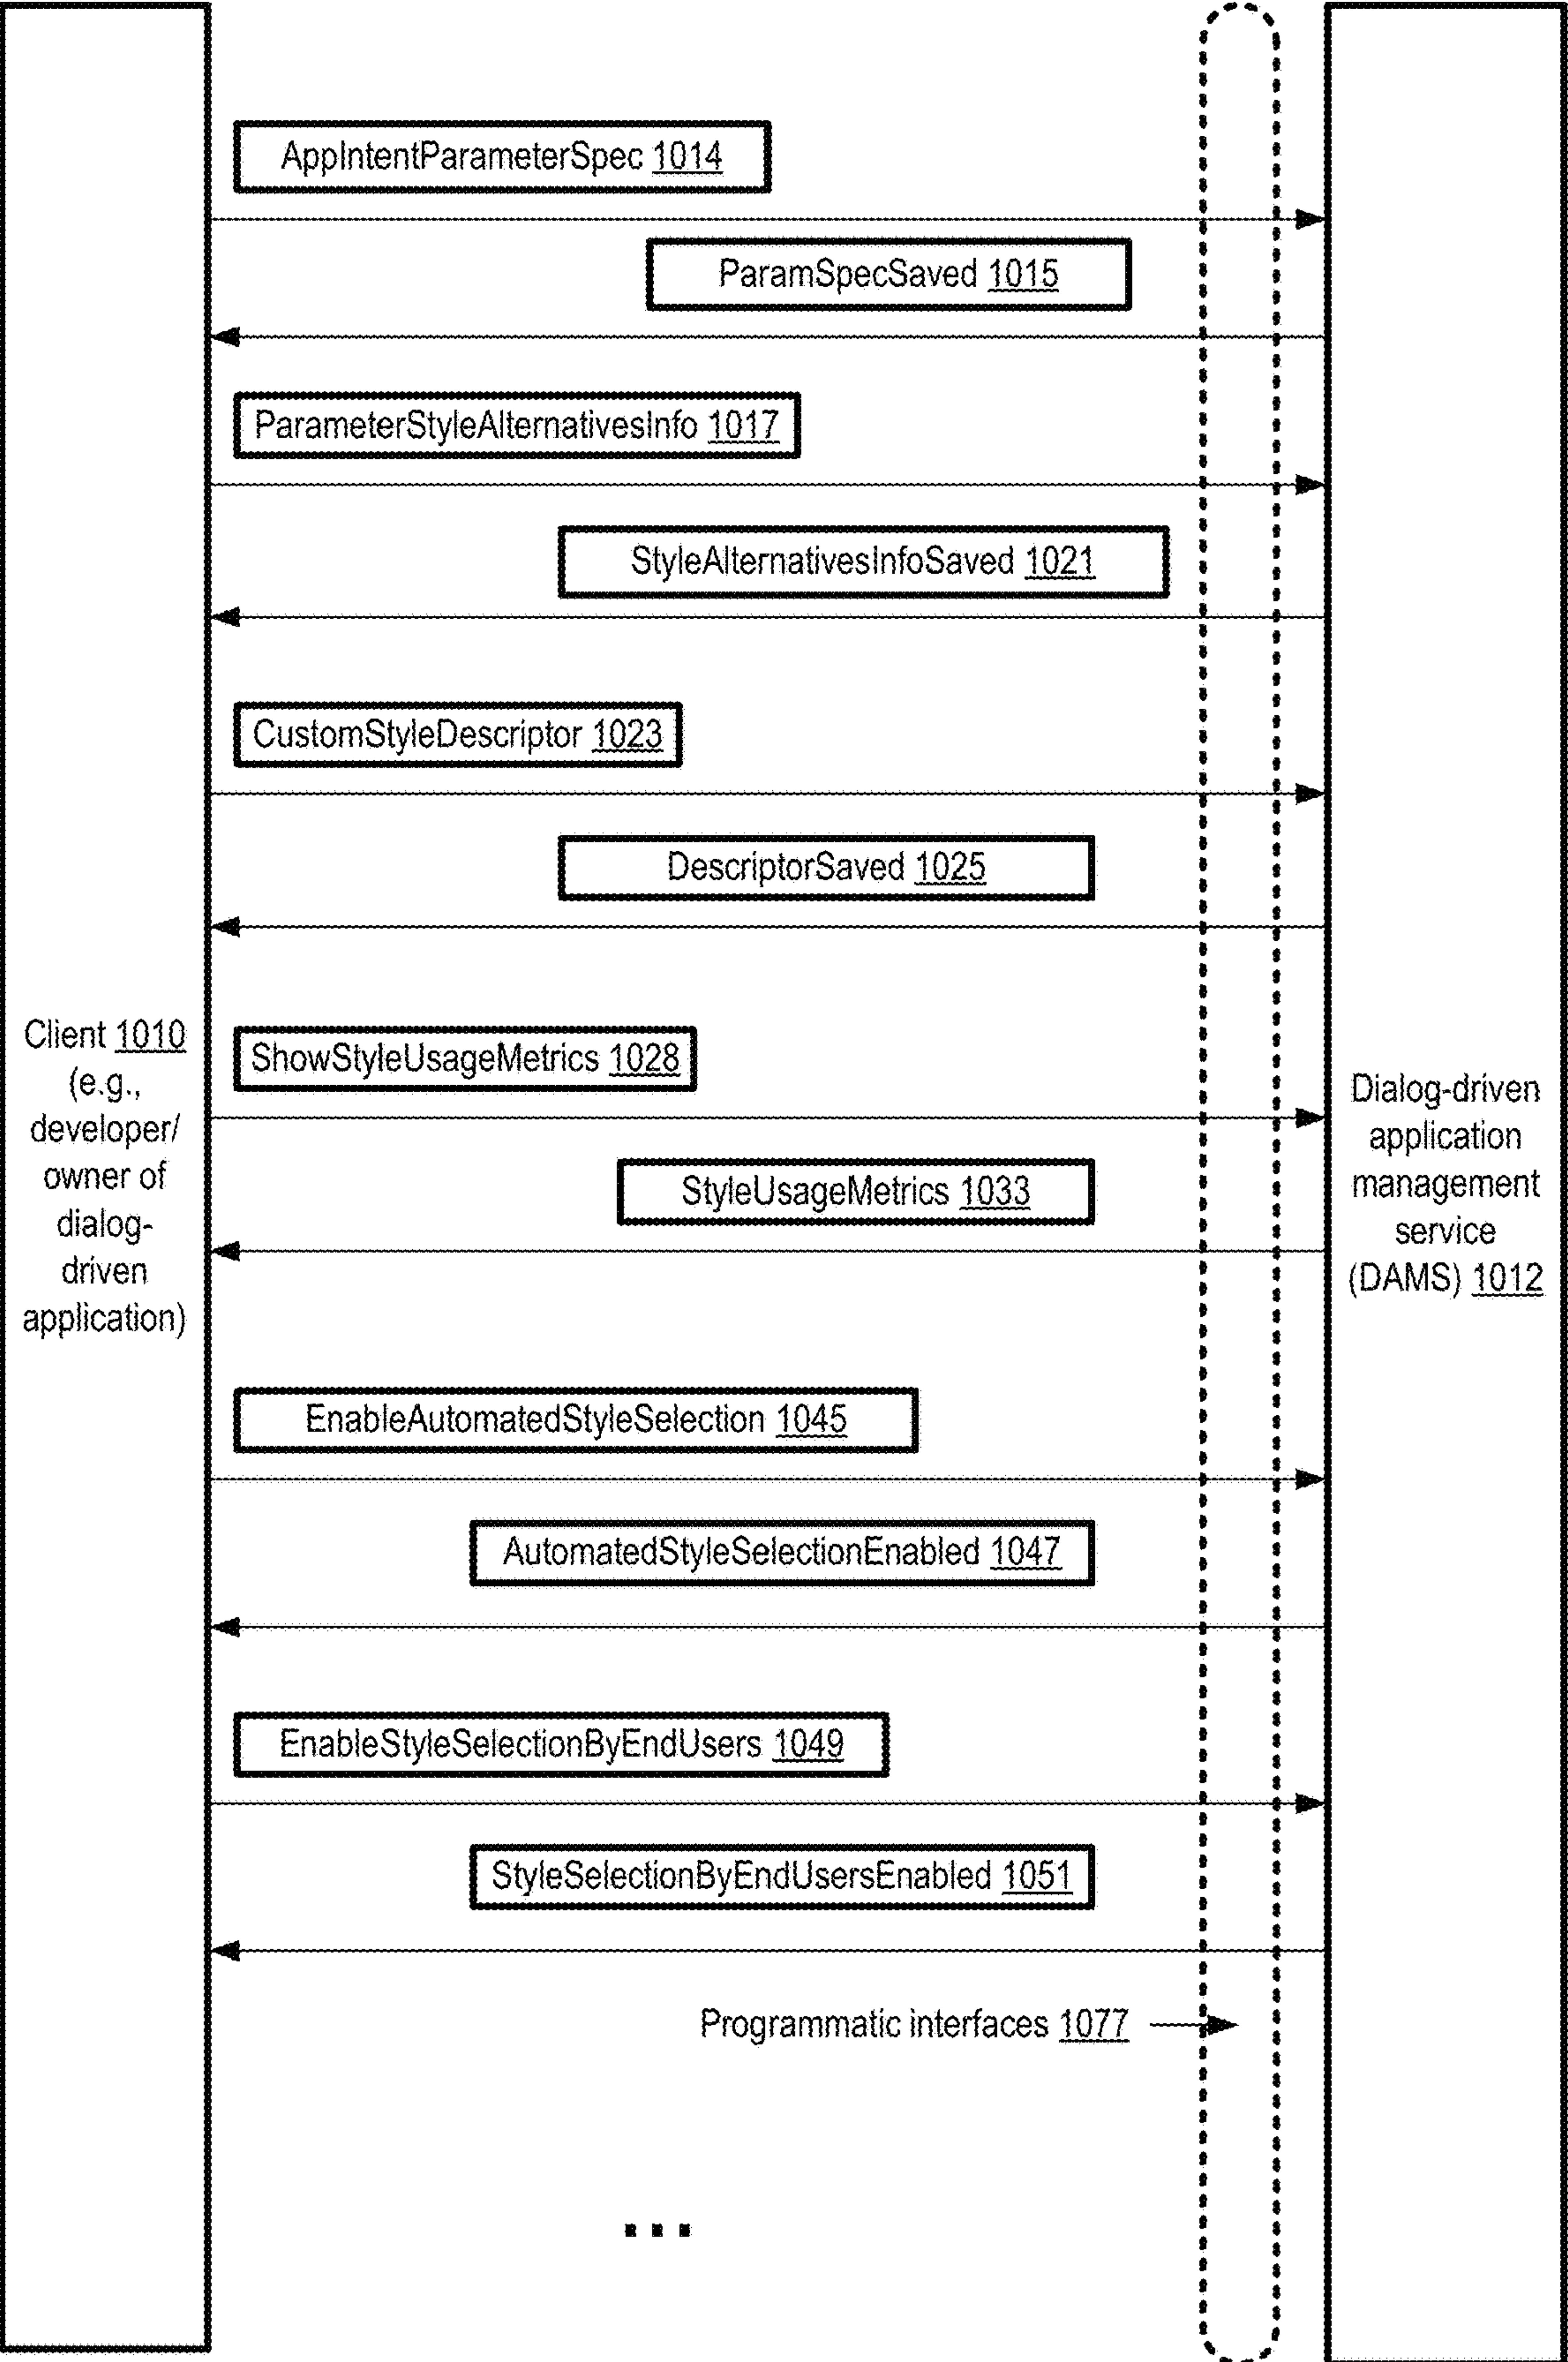 AppIntentParameterSpec 1014
ParamSpecSaved 1015
ParameterStyleAlternativesInfo 1017
StyleAlternativesInfoSaved 1021
CustomStyleDescriptor 1023
DescriptorSaved 1025
Client 1010
(e.g.,
developer/
owner of
dialog-
driven
application)
ShowStyleUsageMetrics 1028
StyleUsageMetrics 1033
Dialog-driven
application
management
service
(DAMS) 1012
EnableAutomatedStyleSelection 1045
AutomatedStyleSelectionEnabled 1047
EnableStyleSelectionByEndUsers 1049
StyleSelectionByEndUsersEnabled 1051
Programmatic interfaces 1077
...